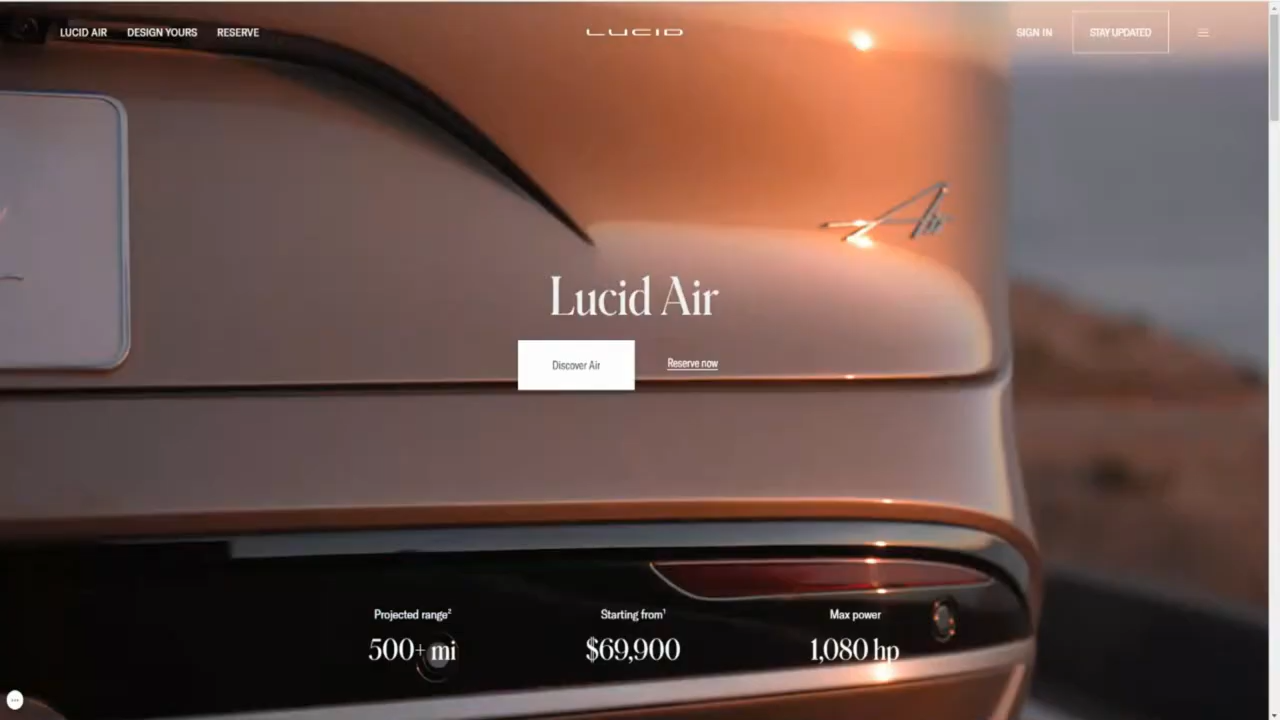 LUCID AIR DESIGN YOURS RESERVE LUCID SIGN IN STAY UPDATED
Air
Lucid Air
Discover Air Reserve now
Projected range² Starting from¹ Max power
500+ mi $69,900 1,080 hp